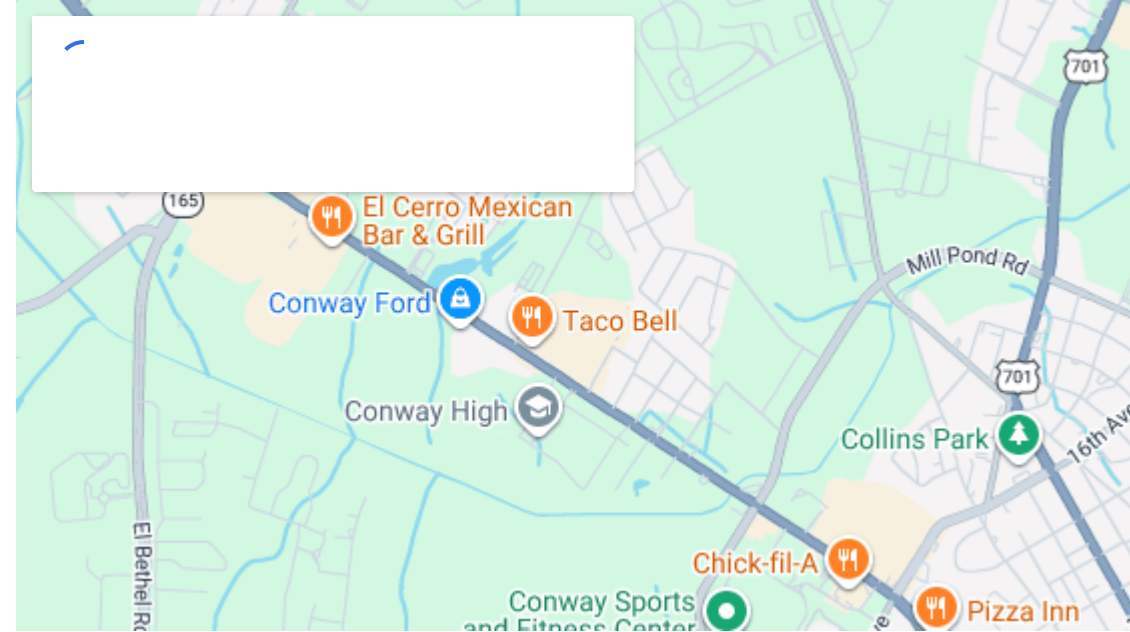 701
165
El Cerro Mexican
Bar & Grill
Mill Pond Rd
Conway Ford
Taco Bell
701
Conway High
Collins Park
16th Ave
El Bethel Rd
Chick-fil-A
Conway Sports
and Fitness Center
Pizza Inn